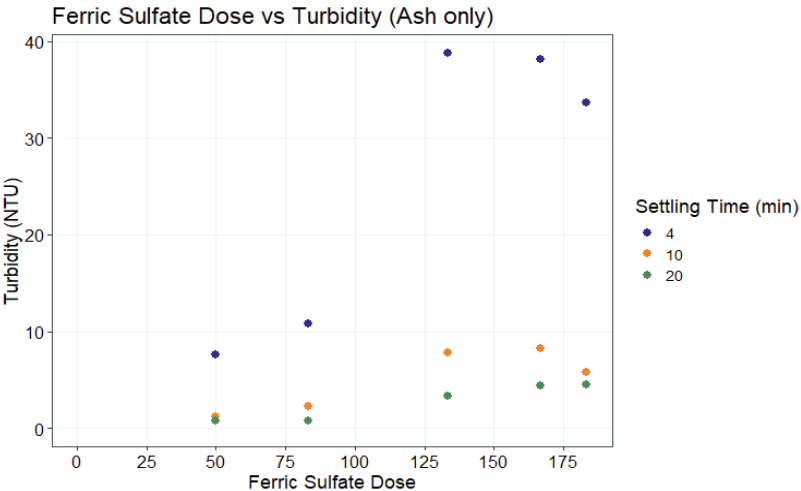 Ferric Sulfate Dose vs Turbidity (Ash only)
40
30
20
10
0
Turbidity (NTU)
0 25 50 75 100 125 150 175
Ferric Sulfate Dose
Settling Time (min)
4
10
20